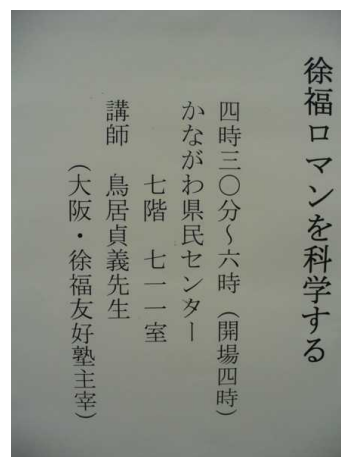 徐福ロマンを科学する
四時三〇分～六時（開場四時）
かながわ県民センター
七階　七一一室
講師　鳥居貞義先生
（大阪・徐福友好塾主宰）